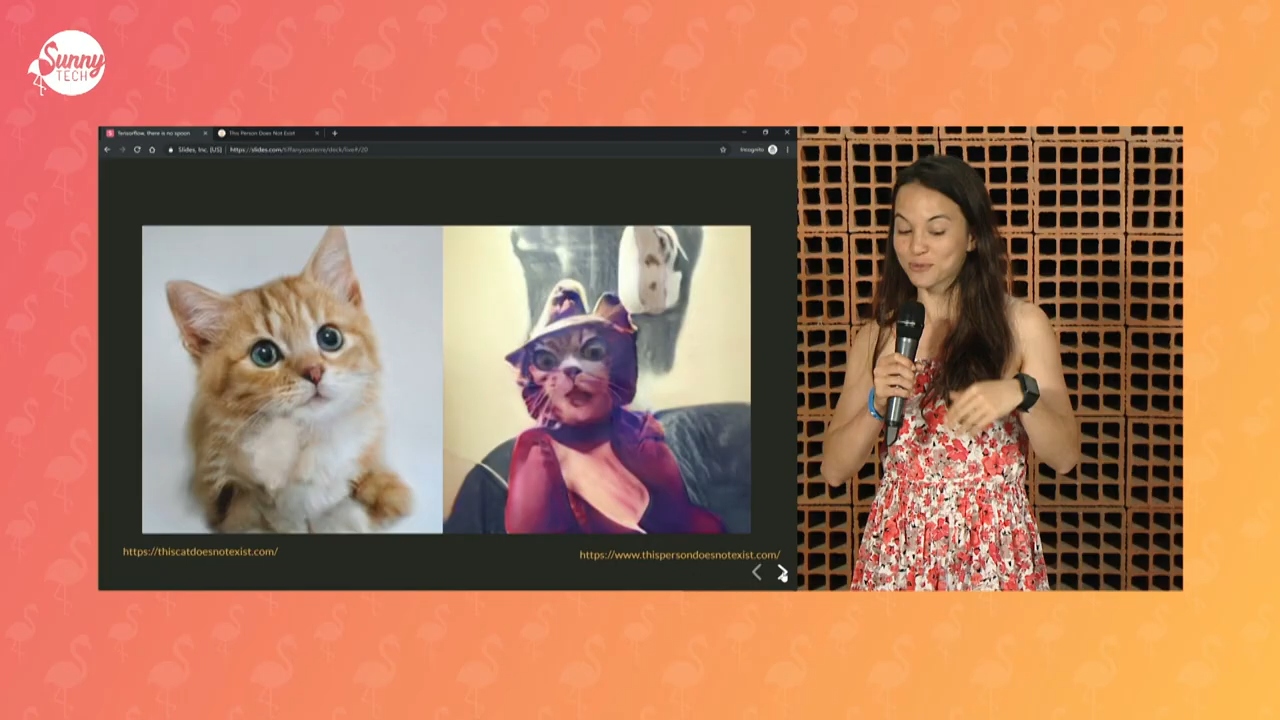 Sunny
TECH
Tensorflow, there is no spoon
This Person Does Not Exist
Slides, Inc. [US]
https://slides.com/tiffanysouterre/deck/live#/20
Incognito
https://thiscatdoesnotexist.com/
https://www.thispersondoesnotexist.com/